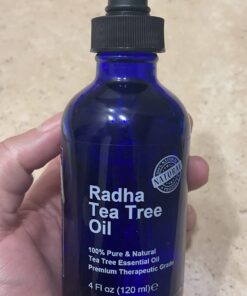 NATURAL
Radha
Tea Tree
Oil
100% Pure & Natural
Tea Tree Essential Oil
Premium Therapeutic Grade
4 Fl oz (120 ml) e